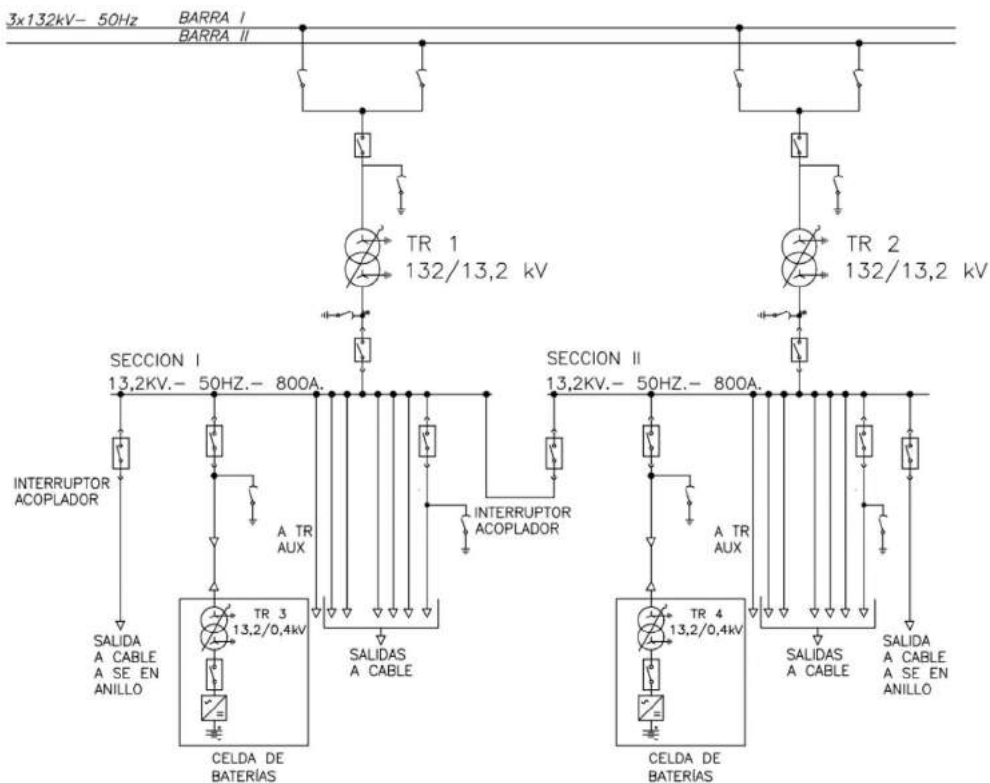 3x132kV- 50Hz BARRA I
BARRA II
TR 1
132/13,2 kV
TR 2
132/13,2 kV
SECCION I
13,2KV.- 50HZ.- 800A.
SECCION II
13,2KV.- 50HZ.- 800A.
INTERRUPTOR
ACOPLADOR
INTERRUPTOR
ACOPLADOR
A TR
AUX
A TR
AUX
TR 3
13,2/0,4kV
TR 4
13,2/0,4kV
SALIDA
A CABLE
A SE EN
ANILLO
SALIDAS
A CABLE
SALIDAS
A CABLE
SALIDA
A CABLE
A SE EN
ANILLO
CELDA DE
BATERÍAS
CELDA DE
BATERÍAS